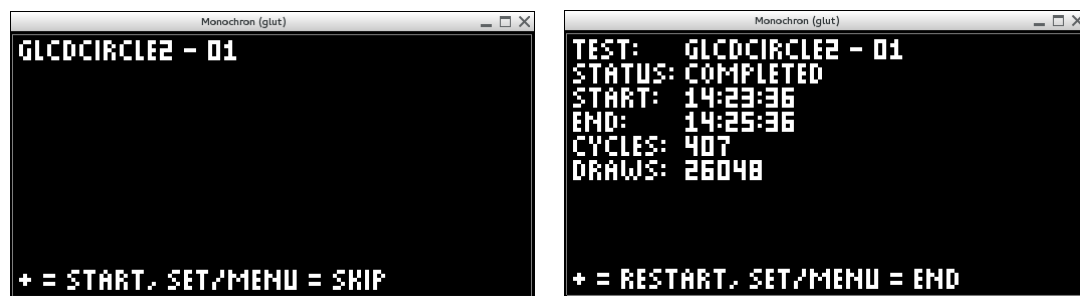 Monochron (glut)
GLCDCIRCLE2 - 01
+ = START, SET/MENU = SKIP
Monochron (glut)
TEST: GLCDCIRCLE2 - 01
STATUS: COMPLETED
START: 14:23:36
END: 14:25:36
CYCLES: 407
DRAWS: 26048
+ = RESTART, SET/MENU = END